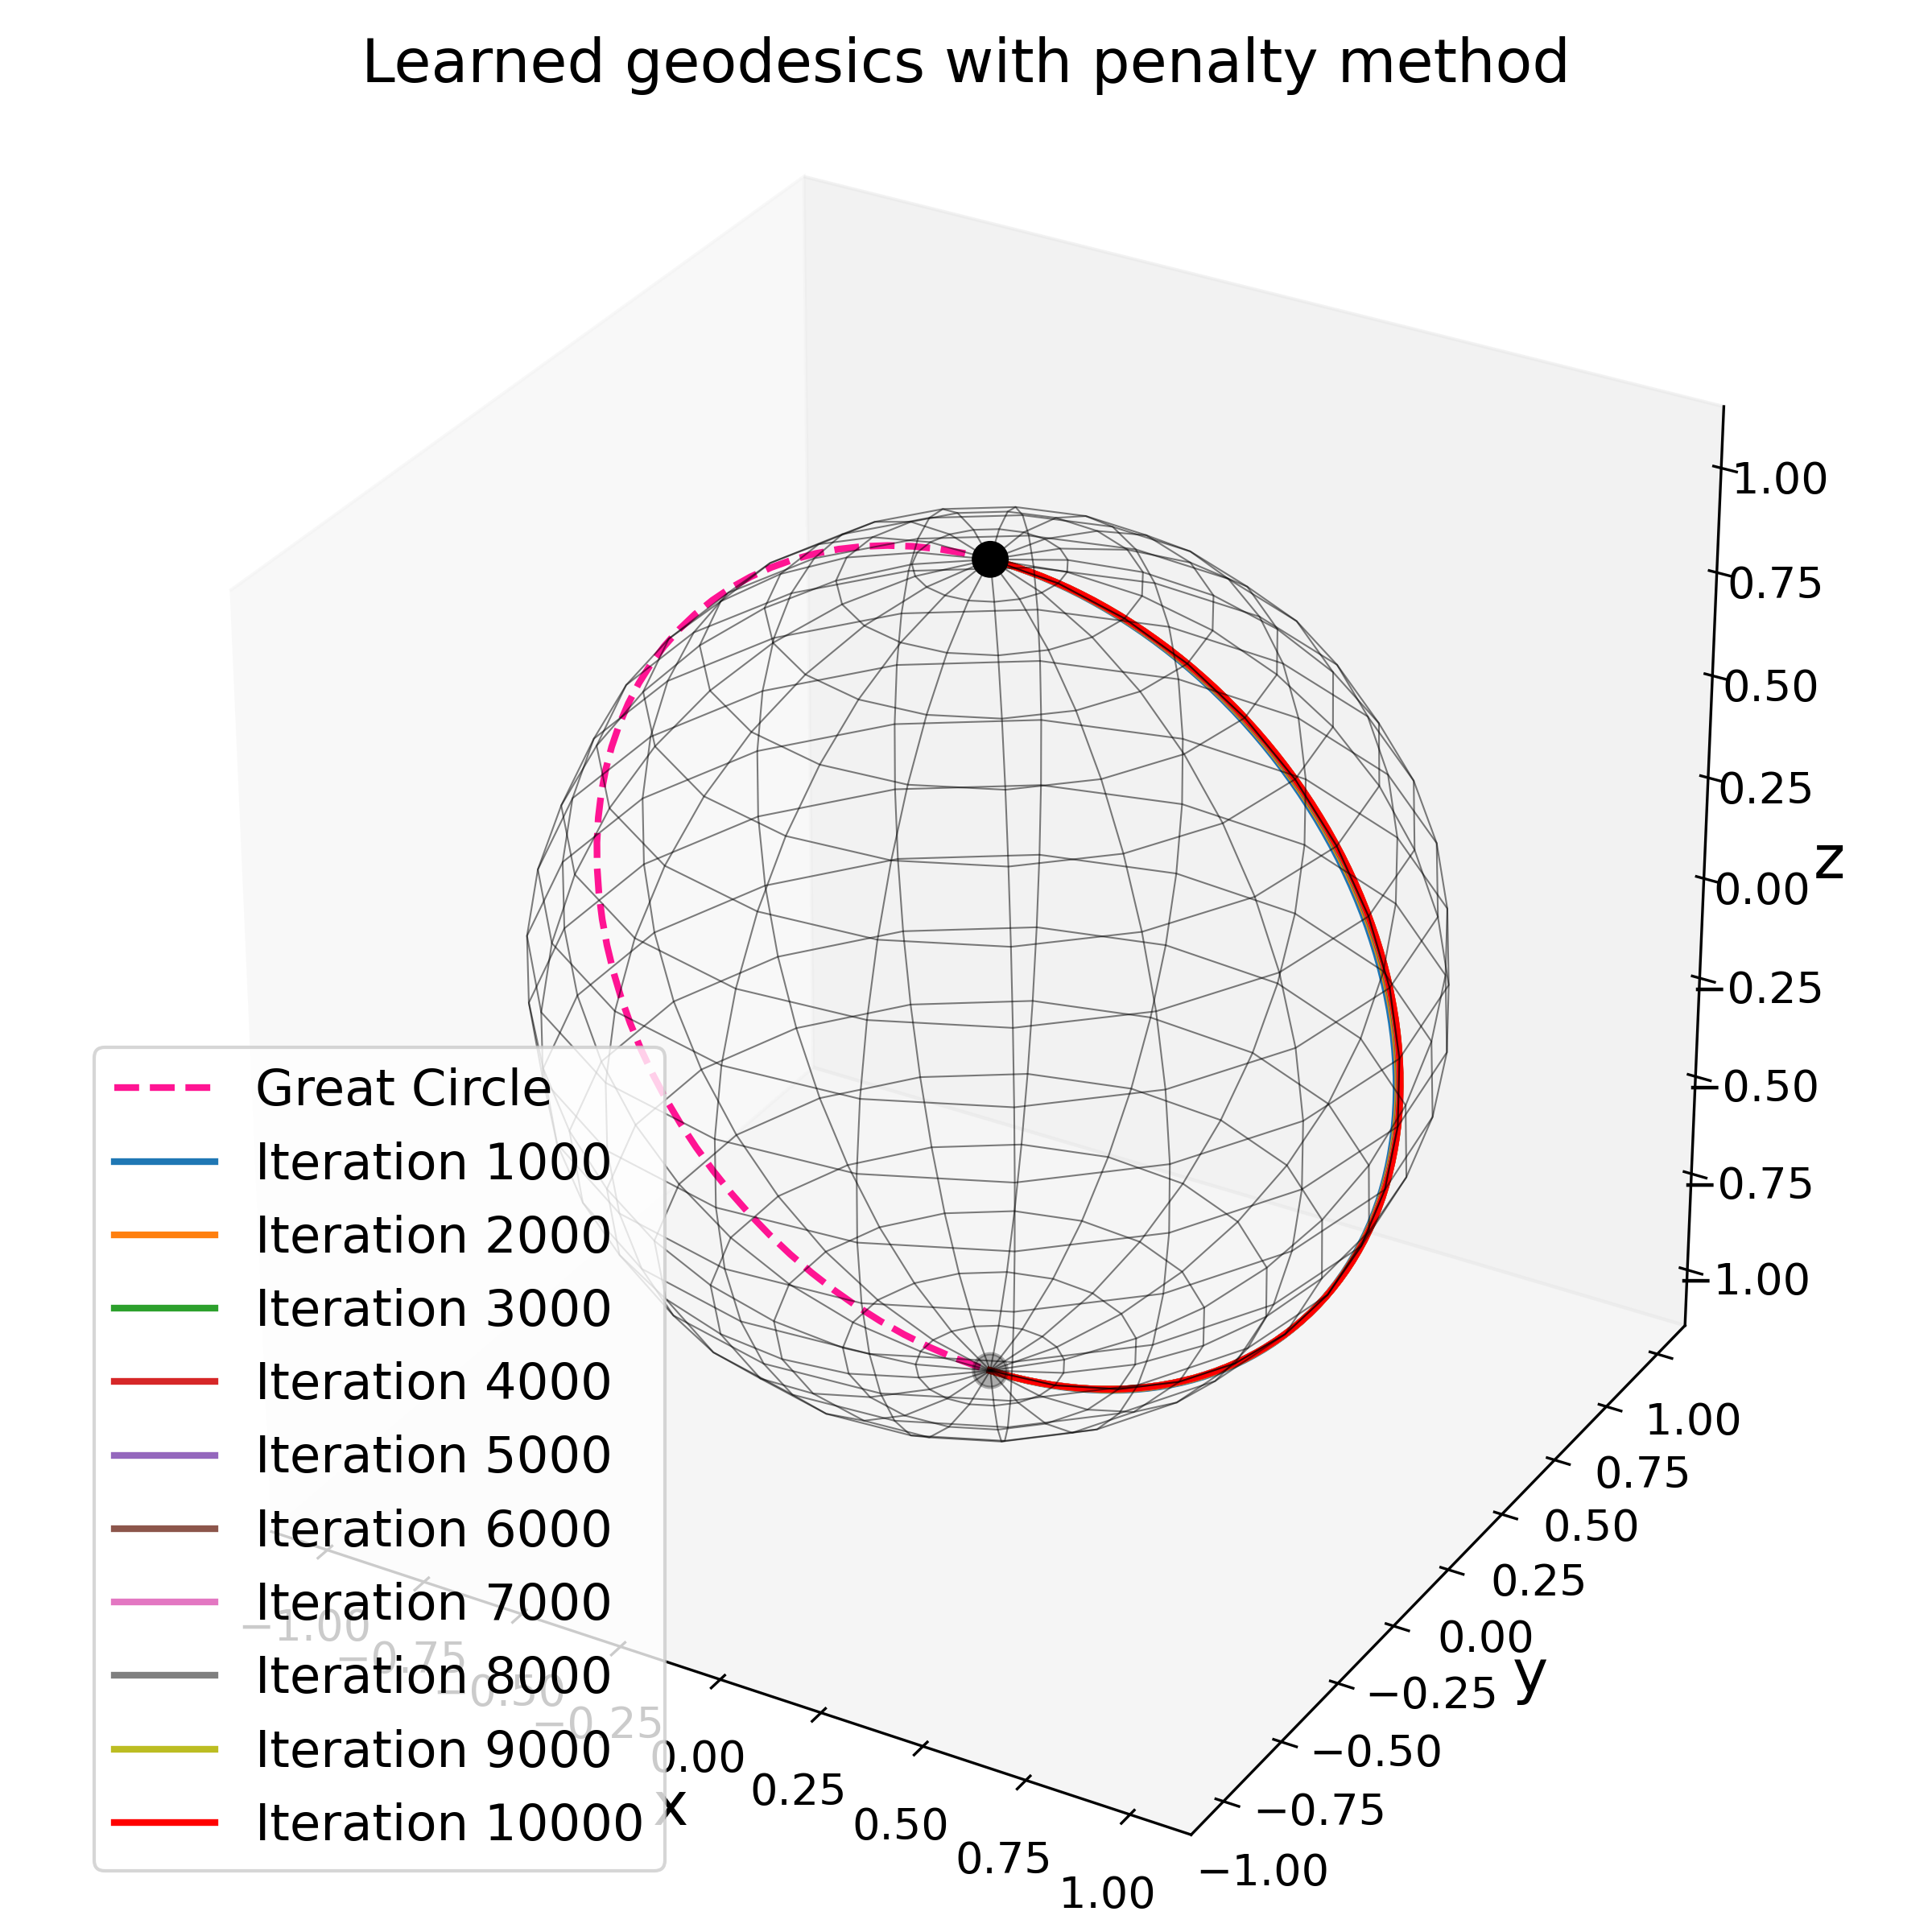 Learned geodesics with penalty method
1.00
0.75
0.50
0.25
0.00
z
−0.25
−0.50
−0.75
−1.00
Great Circle
Iteration 1000
Iteration 2000
Iteration 3000
Iteration 4000
Iteration 5000
Iteration 6000
Iteration 7000
Iteration 8000
Iteration 9000
Iteration 10000
−1.00
−0.75
−0.50
−0.25
0.00
0.25
0.50
0.75
1.00
x
1.00
0.75
0.50
0.25
0.00
−0.25
−0.50
−0.75
−1.00
y